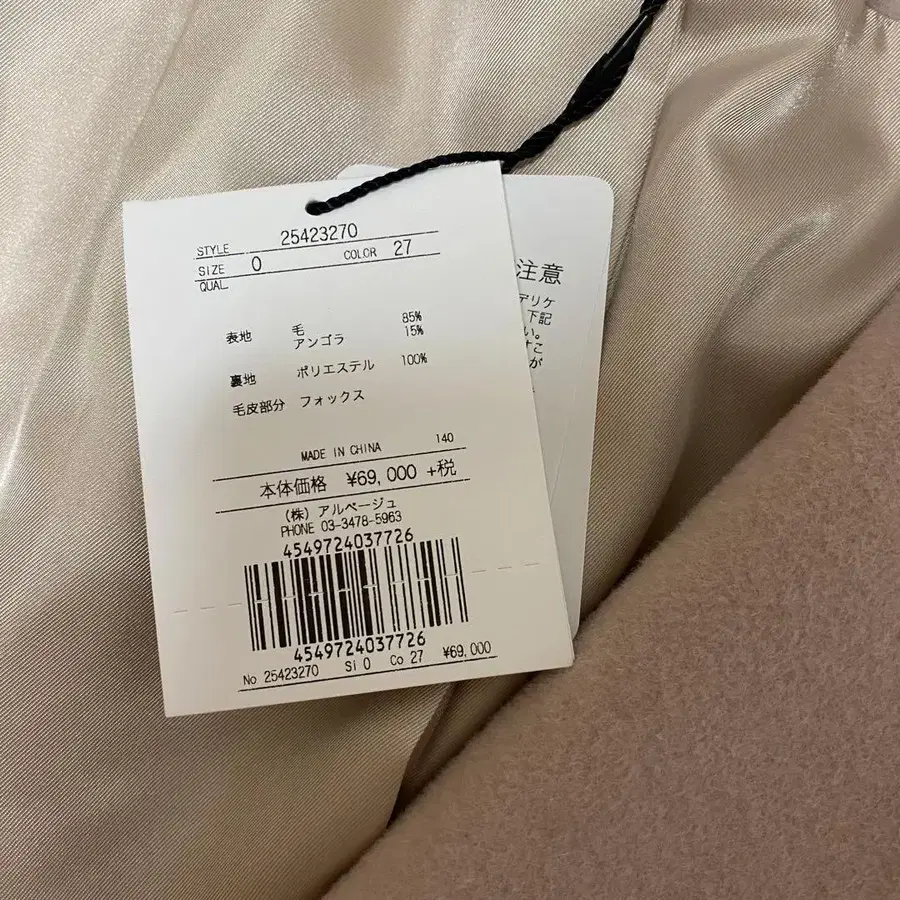 STYLE 25423270
SIZE 0 COLOR 27
QUAL.
表地 毛 85%
アンゴラ 15%
裏地 ポリエステル 100%
毛皮部分 フォックス
MADE IN CHINA 140
本体価格 ¥69,000 +税
(株) アルページュ
PHONE 03-3478-5963
4549724037726
4549724037726
No 25423270 Si 0 Co 27 ¥69,000
注意
デリケ
下記
い。
こ
が